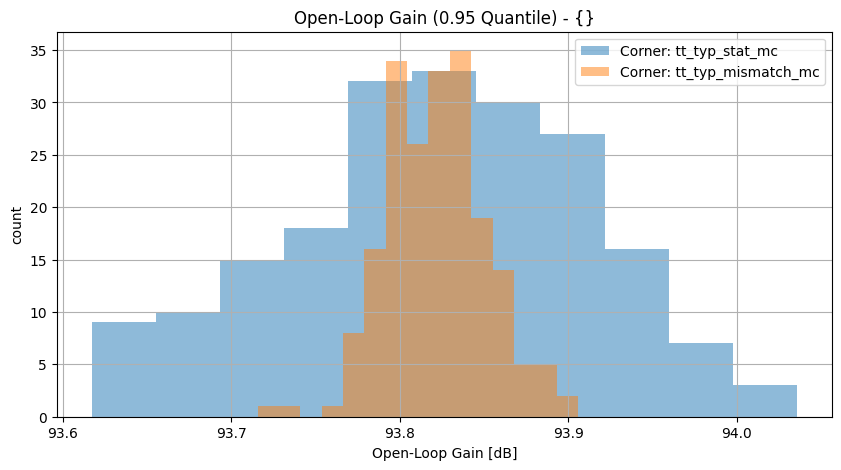 Open-Loop Gain (0.95 Quantile) - {}
Corner: tt_typ_stat_mc
Corner: tt_typ_mismatch_mc
35
30
25
20
15
10
5
0
count
93.6 93.7 93.8 93.9 94.0
Open-Loop Gain [dB]